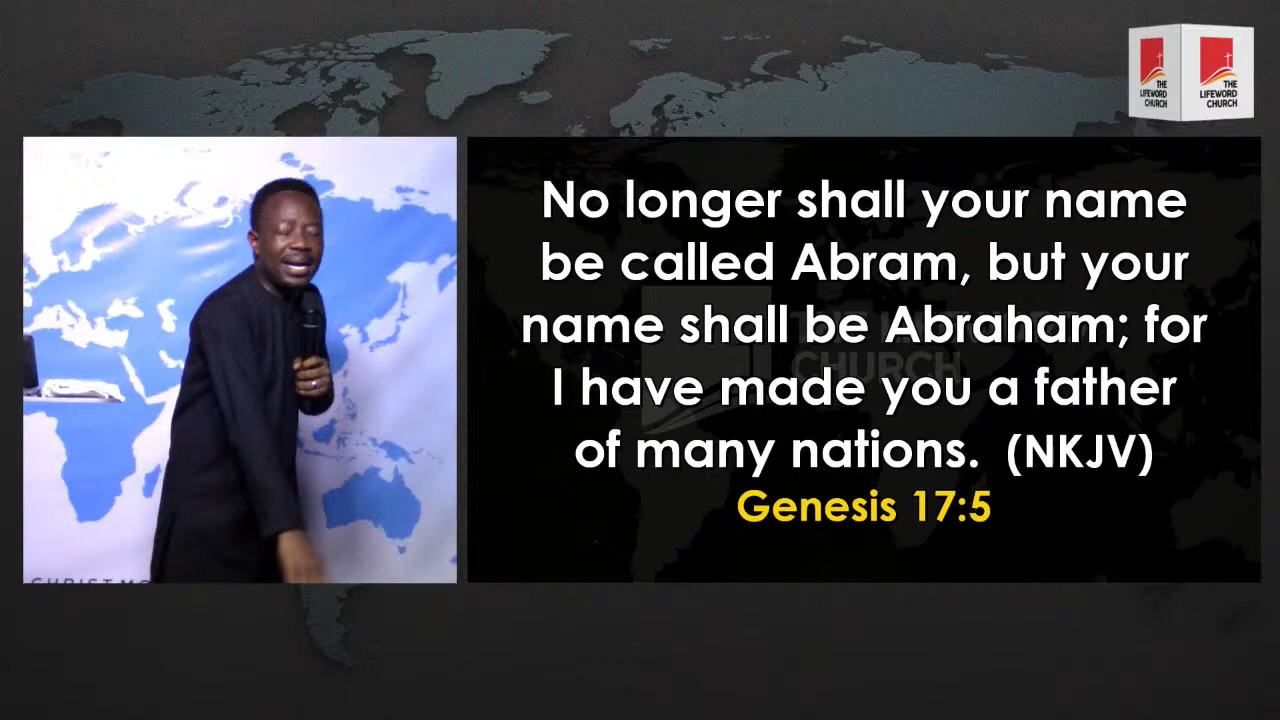 THE
LIFEWORD
CHURCH
THE
LIFEWORD
CHURCH
No longer shall your name
be called Abram, but your
name shall be Abraham; for
I have made you a father
of many nations.  (NKJV)
Genesis 17:5
CHURCH